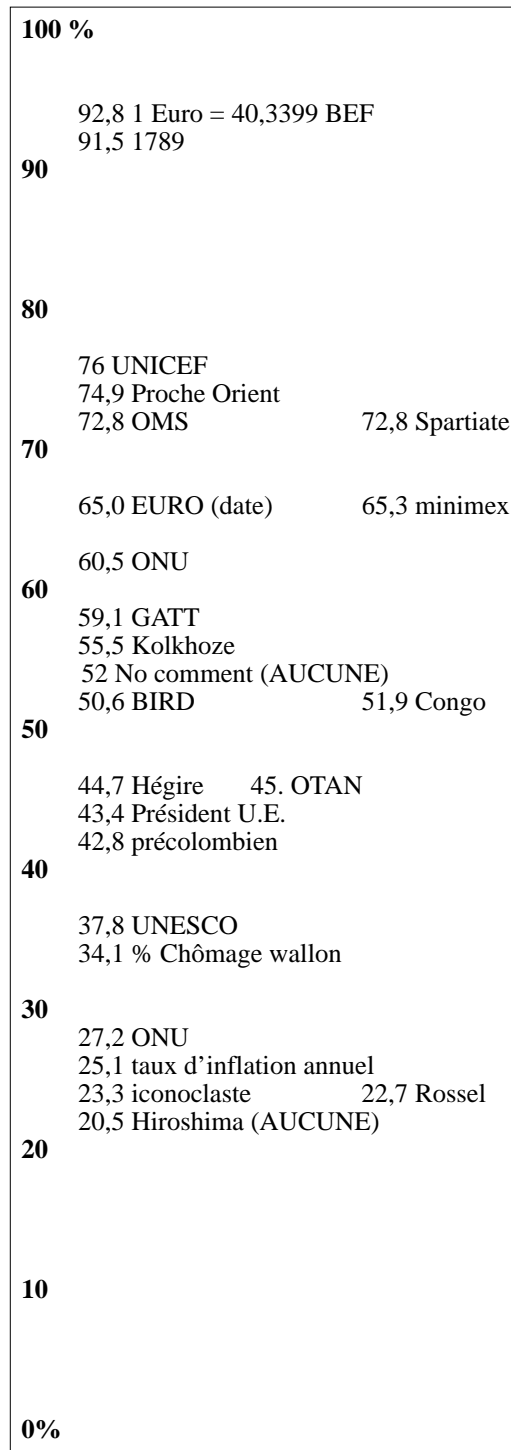 100 %
92,8 1 Euro = 40,3399 BEF
91,5 1789
90
80
76 UNICEF
74,9 Proche Orient
72,8 OMS 72,8 Spartiate
70
65,0 EURO (date) 65,3 minimex
60,5 ONU
60
59,1 GATT
55,5 Kolkhoze
52 No comment (AUCUNE)
50,6 BIRD 51,9 Congo
50
44,7 Hégire 45. OTAN
43,4 Président U.E.
42,8 précolombien
40
37,8 UNESCO
34,1 % Chômage wallon
30
27,2 ONU
25,1 taux d'inflation annuel
23,3 iconoclaste 22,7 Rossel
20,5 Hiroshima (AUCUNE)
20
10
0%